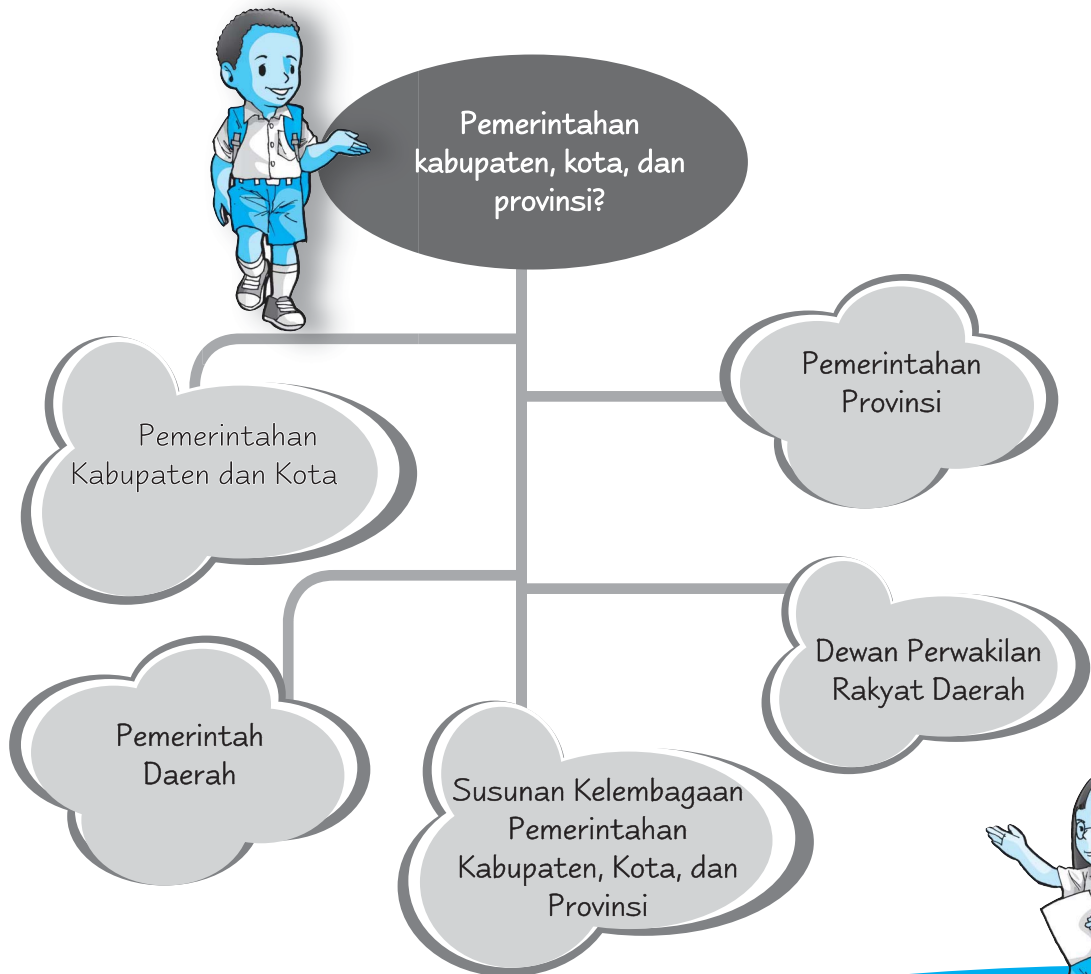 Pemerintahan
kabupaten, kota, dan
provinsi?
Pemerintahan
Provinsi
Pemerintahan
Kabupaten dan Kota
Dewan Perwakilan
Rakyat Daerah
Pemerintah
Daerah
Susunan Kelembagaan
Pemerintahan
Kabupaten, Kota, dan
Provinsi